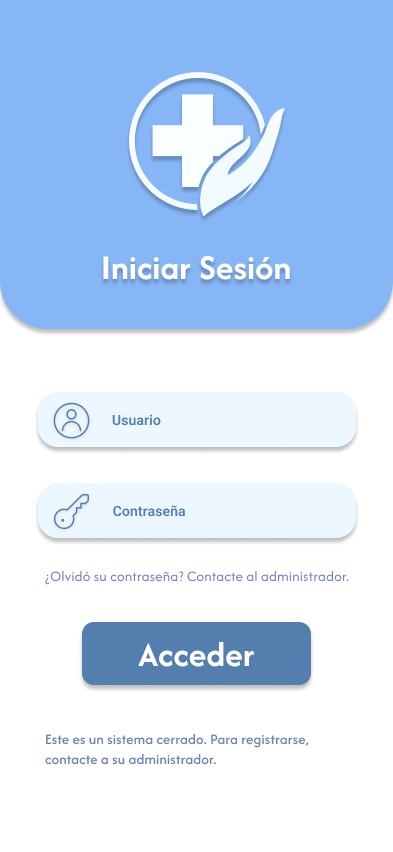 Iniciar Sesión
Usuario
Contraseña
¿Olvidó su contraseña? Contacte al administrador.
Acceder
Este es un sistema cerrado. Para registrarse,
contacte a su administrador.